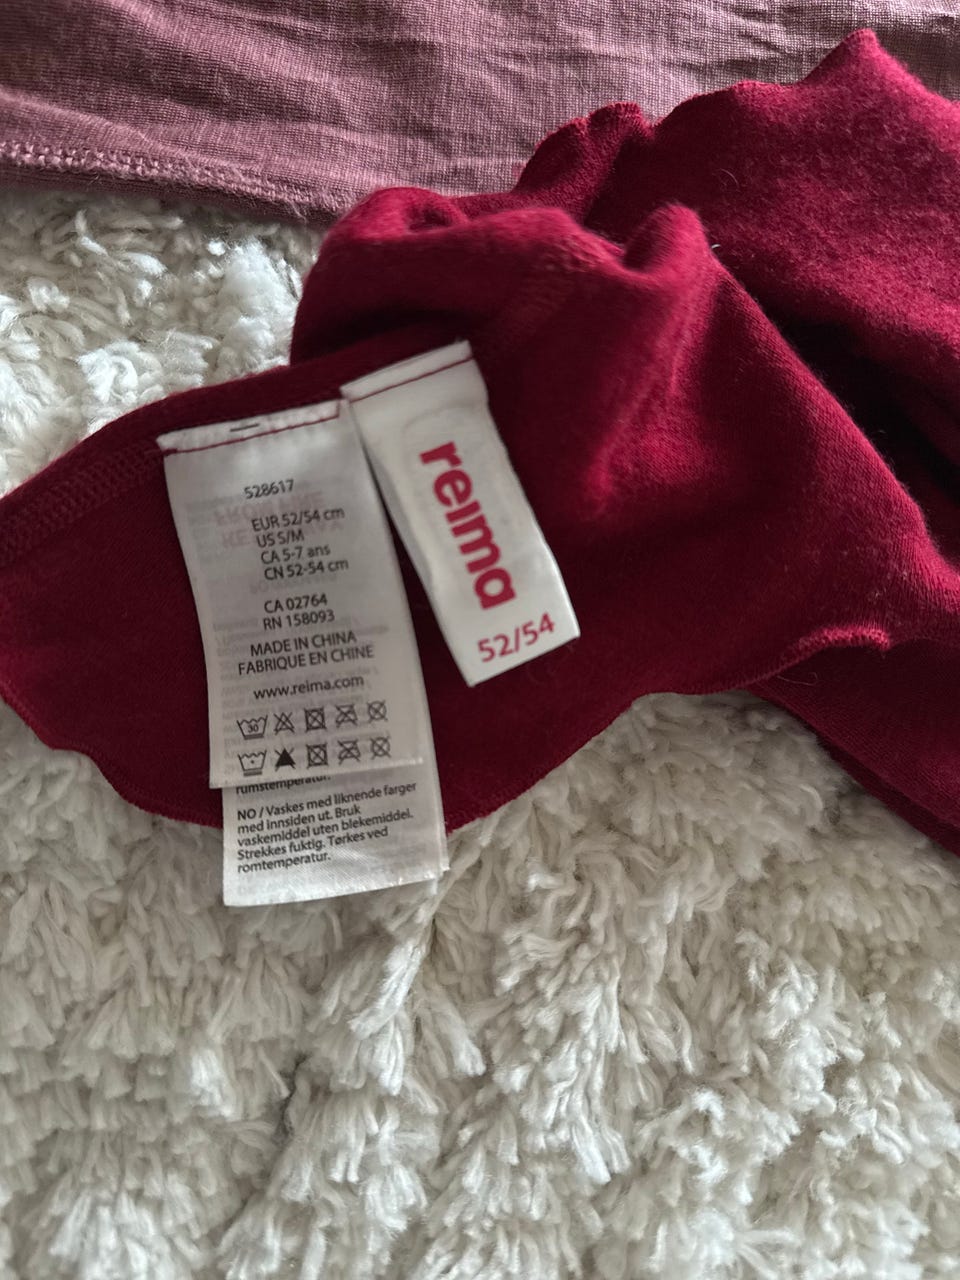 528617
EUR 52/54 cm
US S/M
CA 5-7 ans
CN 52-54 cm
CA 02764
RN 158093
MADE IN CHINA
FABRIQUE EN CHINE
www.reima.com
30
rumstemperatur.
NO / Vaskes med liknende farger
med innsiden ut. Bruk
vaskemiddel uten blekemiddel.
Strekkes fuktig. Tørkes ved
romtemperatur.
reima
52/54